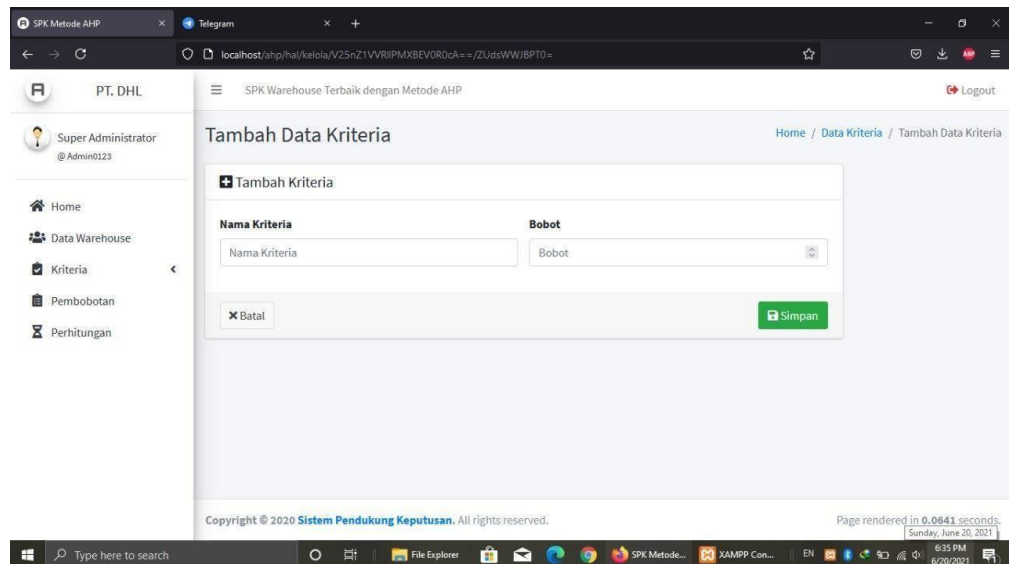 SPK Metode AHP
Telegram
localhost/ahp/hal/kelola/V25nZ1VVRllPMXBEV0R0cA==/ZUdsWWJBPT0=
PT. DHL
SPK Warehouse Terbaik dengan Metode AHP
Logout
Super Administrator
@ Admin0123
Tambah Data Kriteria
Home / Data Kriteria / Tambah Data Kriteria
Tambah Kriteria
Home
Data Warehouse
Kriteria
Pembobotan
Perhitungan
Nama Kriteria
Bobot
Nama Kriteria
Bobot
Batal
Simpan
Copyright © 2020 Sistem Pendukung Keputusan. All rights reserved.
Page rendered in 0.0641 seconds.
Sunday, June 20, 2021
Type here to search
File Explorer
SPK Metode...
XAMPP Con...
EN
6:35 PM
6/20/2021
ABP